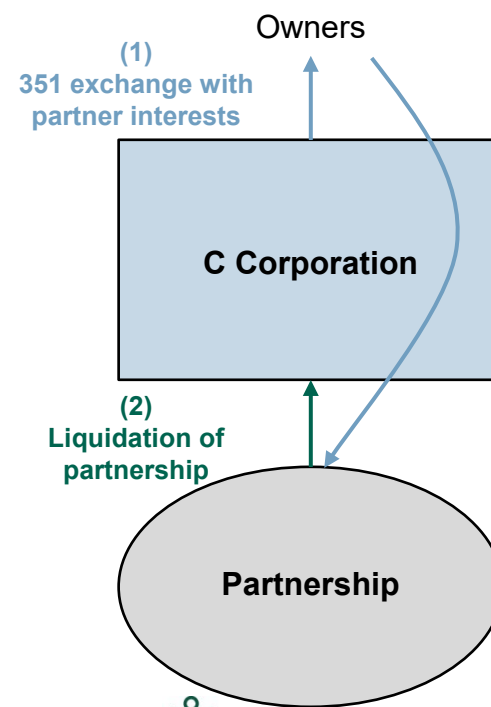 Owners
(1)
351 exchange with
partner interests
C Corporation
(2)
Liquidation of
partnership
Partnership